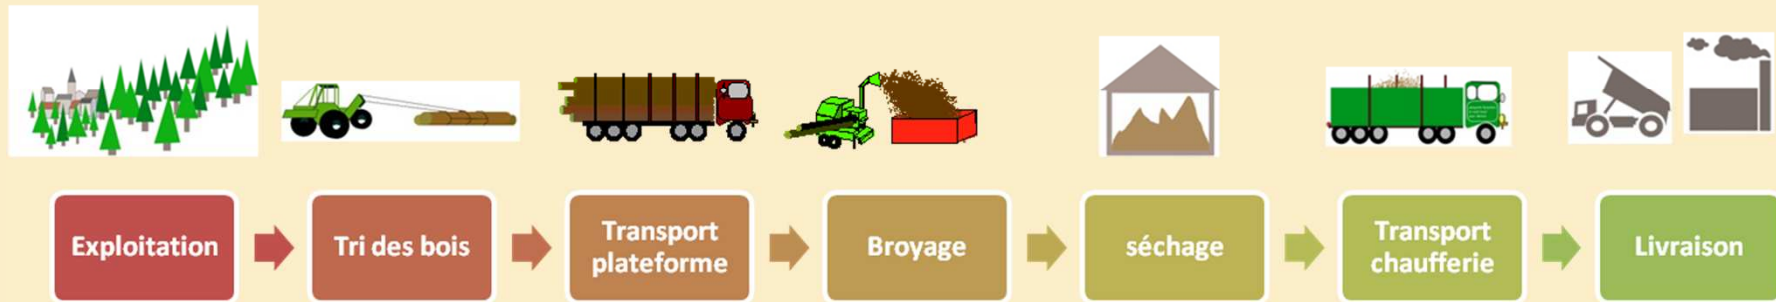 Exploitation
Tri des bois
Transport
plateforme
Broyage
séchage
Transport
chaufferie
Livraison